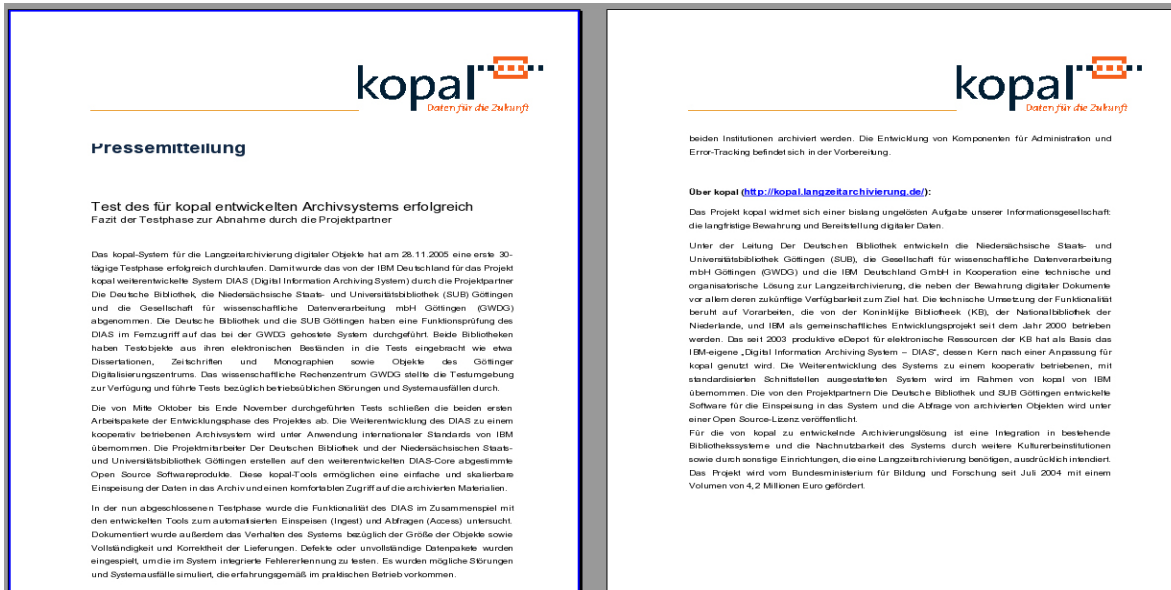 kopal
Daten für die Zukunft
Pressemitteilung
Test des für kopal entwickelten Archivsystems erfolgreich
Fazit der Testphase zur Abnahme durch die Projektpartner
Das kopal-System für die Langzeitarchivierung digitaler Objekte hat am 28.11.2005 eine erste 30-
tägige Testphase erfolgreich durchlaufen. Damit wurde das von der IBM Deutschland für das Projekt
kopal weiterentwickelte System DIAS (Digital Information Archiving System) durch die Projektpartner
Die Deutsche Bibliothek, die Niedersächsische Staats- und Universitätsbibliothek (SUB) Göttingen
und die Gesellschaft für wissenschaftliche Datenverarbeitung mbH Göttingen (GWDG)
abgenommen. Die Deutsche Bibliothek und die SUB Göttingen haben eine Funktionsprüfung des
DIAS im Fernzugriff auf das bei der GWDG gehostete System durchgeführt. Beide Bibliotheken
haben Testobjekte aus ihren elektronischen Beständen in die Tests eingebracht wie etwa
Dissertationen, Zeitschriften und Monographien sowie Objekte des Göttinger
Digitalisierungszentrums. Das wissenschaftliche Rechenzentrum GWDG stellte die Testumgebung
zur Verfügung und führte Tests bezüglich betriebsüblichen Störungen und Systemausfällen durch.
Die von Mitte Oktober bis Ende November durchgeführten Tests schließen die beiden ersten
Arbeitspakete der Entwicklungsphase des Projektes ab. Die Weiterentwicklung des DIAS zu einem
kooperativ betriebenen Archivsystem wird unter Anwendung internationaler Standards von IBM
übernommen. Die Projektmitarbeiter Der Deutschen Bibliothek und der Niedersächsischen Staats-
und Universitätsbibliothek Göttingen erstellen auf den weiterentwickelten DIAS-Core abgestimmte
Open Source Softwareprodukte. Diese kopal-Tools ermöglichen eine einfache und skalierbare
Einspeisung der Daten in das Archiv und einen komfortablen Zugriff auf die archivierten Materialien.
In der nun abgeschlossenen Testphase wurde die Funktionalität des DIAS im Zusammenspiel mit
den entwickelten Tools zum automatisierten Einspeisen (Ingest) und Abfragen (Access) untersucht.
Dokumentiert wurde außerdem das Verhalten des Systems bezüglich der Größe der Objekte sowie
Vollständigkeit und Korrektheit der Lieferungen. Defekte oder unvollständige Datenpakete wurden
eingespielt, um die im System integrierte Fehlererkennung zu testen. Es wurden mögliche Störungen
und Systemausfälle simuliert, die erfahrungsgemäß im praktischen Betrieb vorkommen.
kopal
Daten für die Zukunft
beiden Institutionen archiviert werden. Die Entwicklung von Komponenten für Administration und
Error-Tracking befindet sich in der Vorbereitung.
Über kopal (http://kopal.langzeitarchivierung.de/):
Das Projekt kopal widmet sich einer bislang ungelösten Aufgabe unserer Informationsgesellschaft:
die langfristige Bewahrung und Bereitstellung digitaler Daten.
Unter der Leitung Der Deutschen Bibliothek entwickeln die Niedersächsische Staats- und
Universitätsbibliothek Göttingen (SUB), die Gesellschaft für wissenschaftliche Datenverarbeitung
mbH Göttingen (GWDG) und die IBM Deutschland GmbH in Kooperation eine technische und
organisatorische Lösung zur Langzeitarchivierung, die neben der Bewahrung digitaler Dokumente
vor allem deren zukünftige Verfügbarkeit zum Ziel hat. Die technische Umsetzung der Funktionalität
beruht auf Vorarbeiten, die von der Koninklijke Bibliotheek (KB), der Nationalbibliothek der
Niederlande, und IBM als gemeinschaftliches Entwicklungsprojekt seit dem Jahr 2000 betrieben
werden. Das seit 2003 produktive eDepot für elektronische Ressourcen der KB hat als Basis das
IBM-eigene „Digital Information Archiving System – DIAS", dessen Kern nach einer Anpassung für
kopal genutzt wird. Die Weiterentwicklung des Systems zu einem kooperativ betriebenen, mit
standardisierten Schnittstellen ausgestatteten System wird im Rahmen von kopal von IBM
übernommen. Die von den Projektpartnern Die Deutsche Bibliothek und SUB Göttingen entwickelte
Software für die Einspeisung in das System und die Abfrage von archivierten Objekten wird unter
einer Open Source-Lizenz veröffentlicht.
Für die von kopal zu entwickelnde Archivierungslösung ist eine Integration in bestehende
Bibliothekssysteme und die Nachnutzbarkeit des Systems durch weitere Kulturerbeinstitutionen
sowie durch sonstige Einrichtungen, die eine Langzeitarchivierung benötigen, ausdrücklich intendiert.
Das Projekt wird vom Bundesministerium für Bildung und Forschung seit Juli 2004 mit einem
Volumen von 4,2 Millionen Euro gefördert.